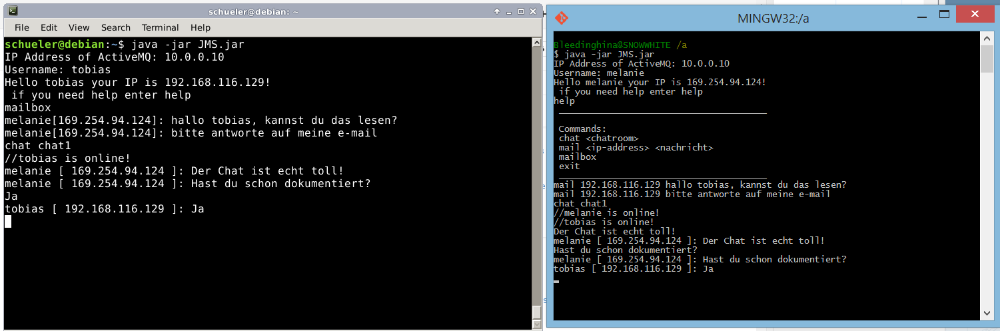 schueler@debian: ~
File Edit View Search Terminal Help
schueler@debian:~$ java -jar JMS.jar
IP Address of ActiveMQ: 10.0.0.10
Username: tobias
Hello tobias your IP is 192.168.116.129!
 if you need help enter help
mailbox
melanie[169.254.94.124]: hallo tobias, kannst du das lesen?
melanie[169.254.94.124]: bitte antworte auf meine e-mail
chat chat1
//tobias is online!
melanie [ 169.254.94.124 ]: Der Chat ist echt toll!
melanie [ 169.254.94.124 ]: Hast du schon dokumentiert?
Ja
tobias [ 192.168.116.129 ]: Ja
MINGW32:/a
Bleedinghina@SNOWWHITE /a
$ java -jar JMS.jar
IP Address of ActiveMQ: 10.0.0.10
Username: melanie
Hello melanie your IP is 169.254.94.124!
 if you need help enter help
help
Commands:
chat <chatroom>
mail <ip-address> <nachricht>
mailbox
exit
mail 192.168.116.129 hallo tobias, kannst du das lesen?
mail 192.168.116.129 bitte antworte auf meine e-mail
chat chat1
//melanie is online!
//tobias is online!
Der Chat ist echt toll!
melanie [ 169.254.94.124 ]: Der Chat ist echt toll!
Hast du schon dokumentiert?
melanie [ 169.254.94.124 ]: Hast du schon dokumentiert?
tobias [ 192.168.116.129 ]: Ja